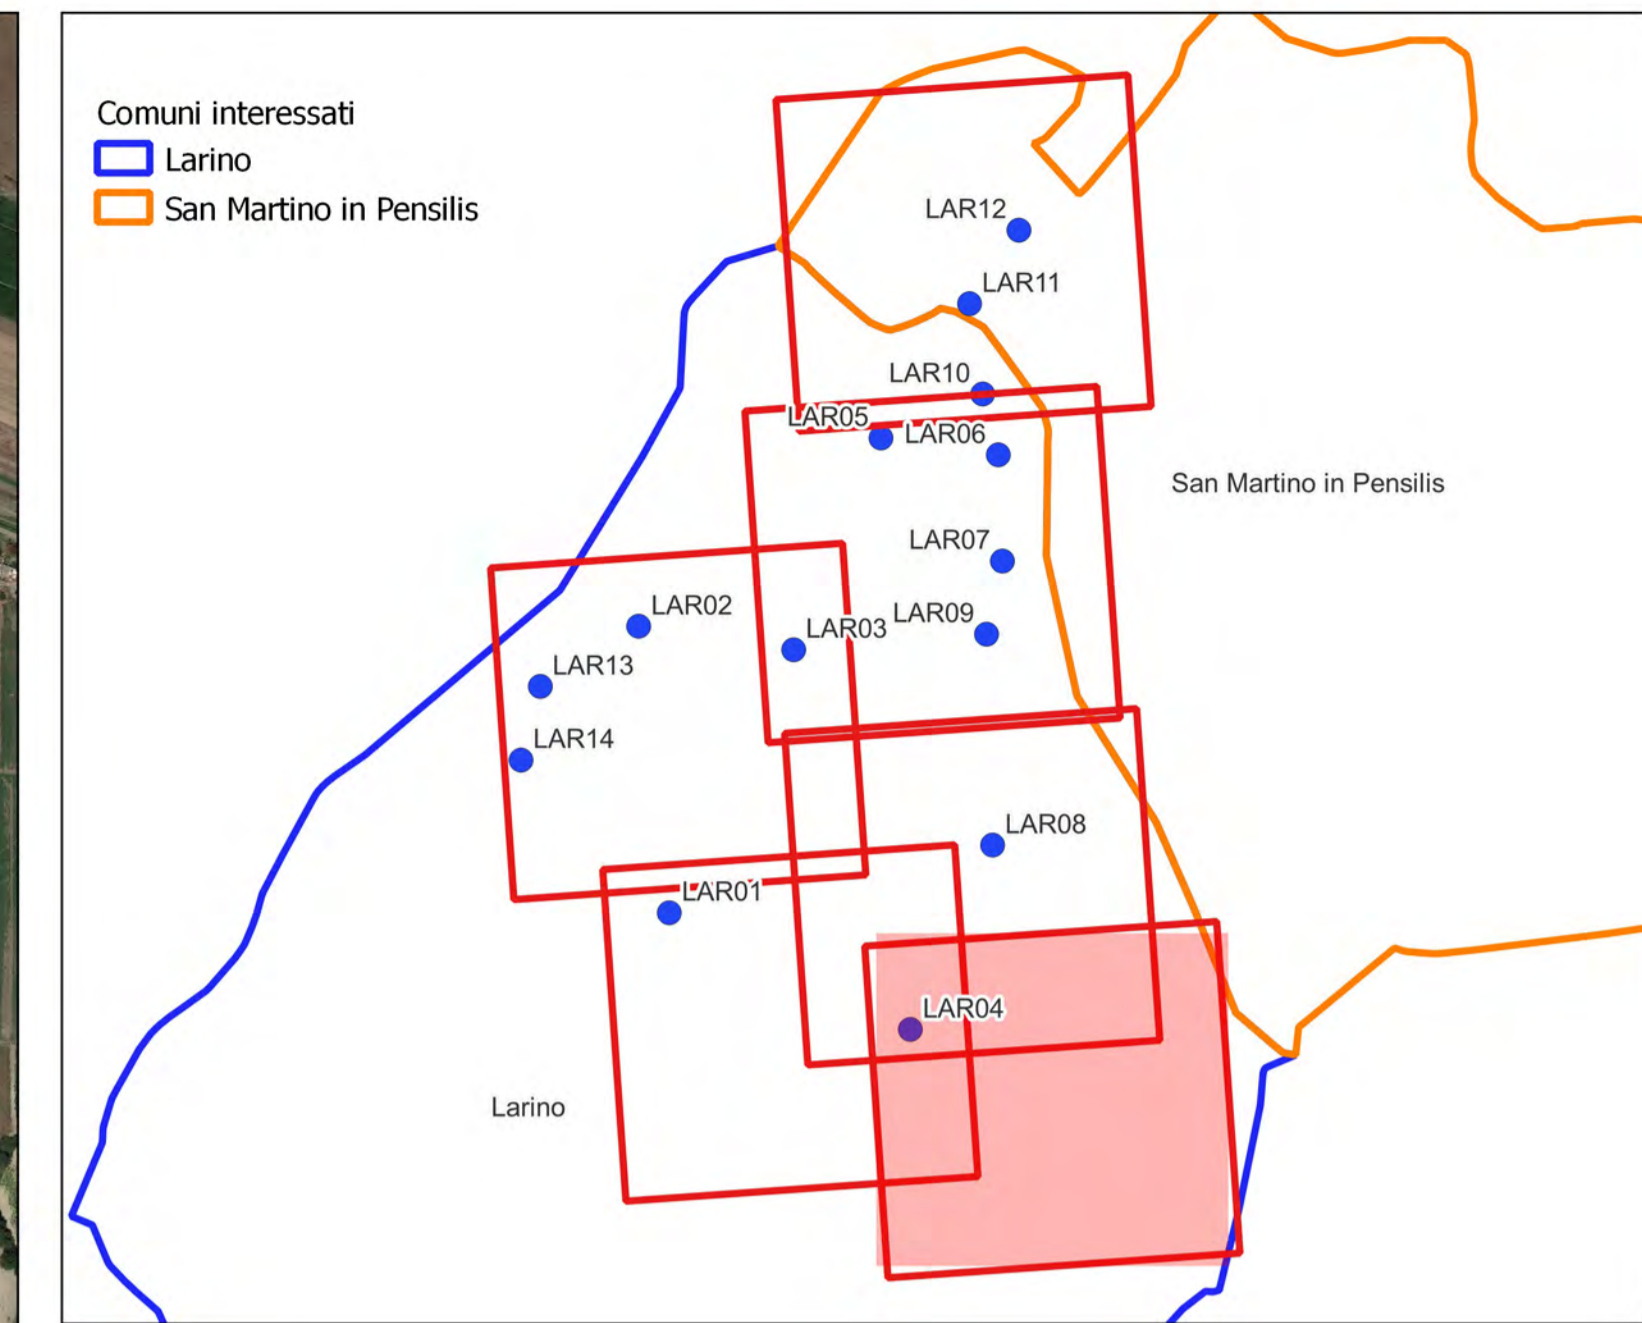 Comuni interessati
Larino
San Martino in Pensilis
LAR12
LAR11
LAR10
LAR05
LAR06
San Martino in Pensilis
LAR07
LAR02
LAR09
LAR03
LAR13
LAR14
LAR08
LAR01
LAR04
Larino